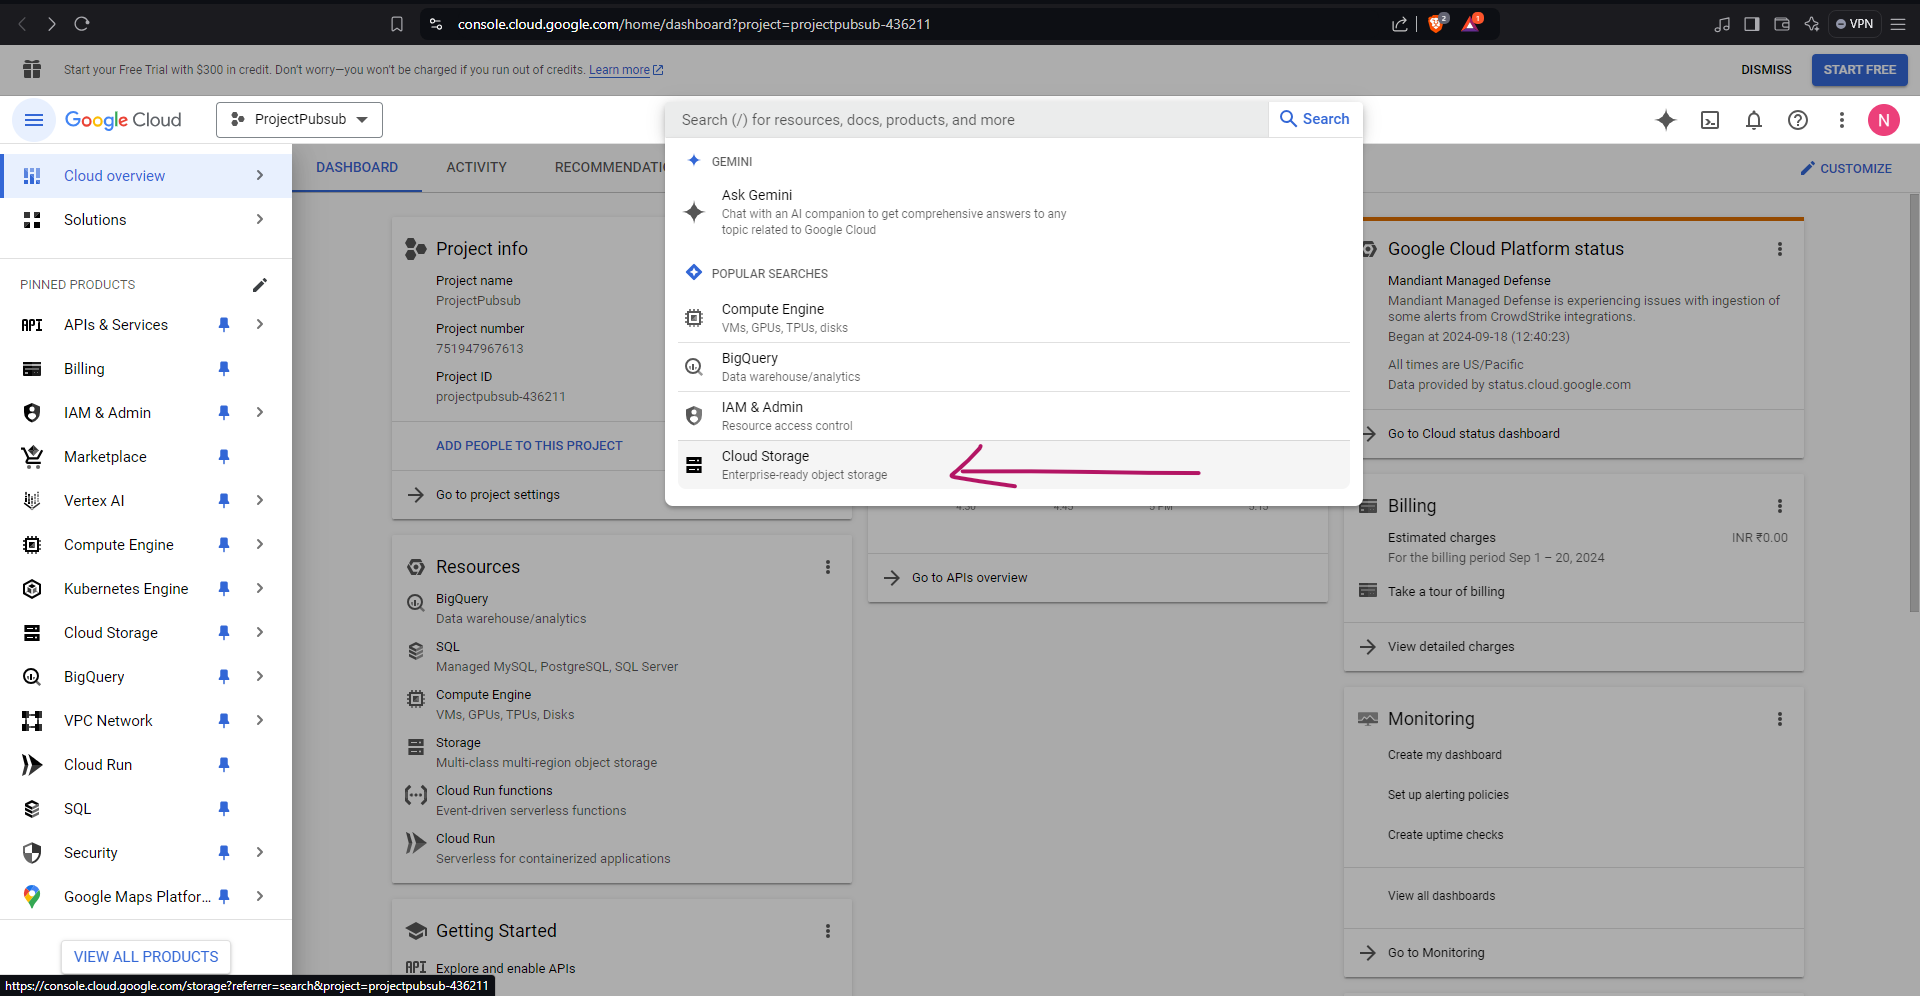 console.cloud.google.com/home/dashboard?project=projectpubsub-436211
2
1
VPN
Start your Free Trial with $300 in credit. Don't worry—you won't be charged if you run out of credits. Learn more
DISMISS
START FREE
Google Cloud
ProjectPubsub
Search (/) for resources, docs, products, and more
Search
N
Cloud overview
Solutions
PINNED PRODUCTS
API APIs & Services
Billing
IAM & Admin
Marketplace
Vertex AI
Compute Engine
Kubernetes Engine
Cloud Storage
BigQuery
VPC Network
Cloud Run
SQL
Security
Google Maps Platfor...
VIEW ALL PRODUCTS
https://console.cloud.google.com/storage?referrer=search&project=projectpubsub-436211
DASHBOARD
ACTIVITY
RECOMMENDATIO
CUSTOMIZE
Project info
Project name
ProjectPubsub
Project number
751947967613
Project ID
projectpubsub-436211
ADD PEOPLE TO THIS PROJECT
Go to project settings
Resources
BigQuery
Data warehouse/analytics
SQL
Managed MySQL, PostgreSQL, SQL Server
Compute Engine
VMs, GPUs, TPUs, Disks
Storage
Multi-class multi-region object storage
Cloud Run functions
Event-driven serverless functions
Cloud Run
Serverless for containerized applications
Getting Started
API Explore and enable APIs
GEMINI
Ask Gemini
Chat with an AI companion to get comprehensive answers to any
topic related to Google Cloud
POPULAR SEARCHES
Compute Engine
VMs, GPUs, TPUs, disks
BigQuery
Data warehouse/analytics
IAM & Admin
Resource access control
Cloud Storage
Enterprise-ready object storage
4:30 4:45 5 PM 5:15
Go to APIs overview
Google Cloud Platform status
Mandiant Managed Defense
Mandiant Managed Defense is experiencing issues with ingestion of
some alerts from CrowdStrike integrations.
Began at 2024-09-18 (12:40:23)
All times are US/Pacific
Data provided by status.cloud.google.com
Go to Cloud status dashboard
Billing
Estimated charges INR ₹0.00
For the billing period Sep 1 – 20, 2024
Take a tour of billing
View detailed charges
Monitoring
Create my dashboard
Set up alerting policies
Create uptime checks
View all dashboards
Go to Monitoring